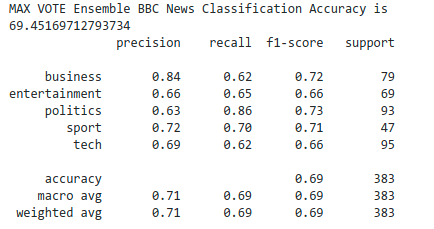 MAX VOTE Ensemble BBC News Classification Accuracy is
69.45169712793734
precision recall f1-score support
business 0.84 0.62 0.72 79
entertainment 0.66 0.65 0.66 69
politics 0.63 0.86 0.73 93
sport 0.72 0.70 0.71 47
tech 0.69 0.62 0.66 95
accuracy 0.69 383
macro avg 0.71 0.69 0.69 383
weighted avg 0.71 0.69 0.69 383